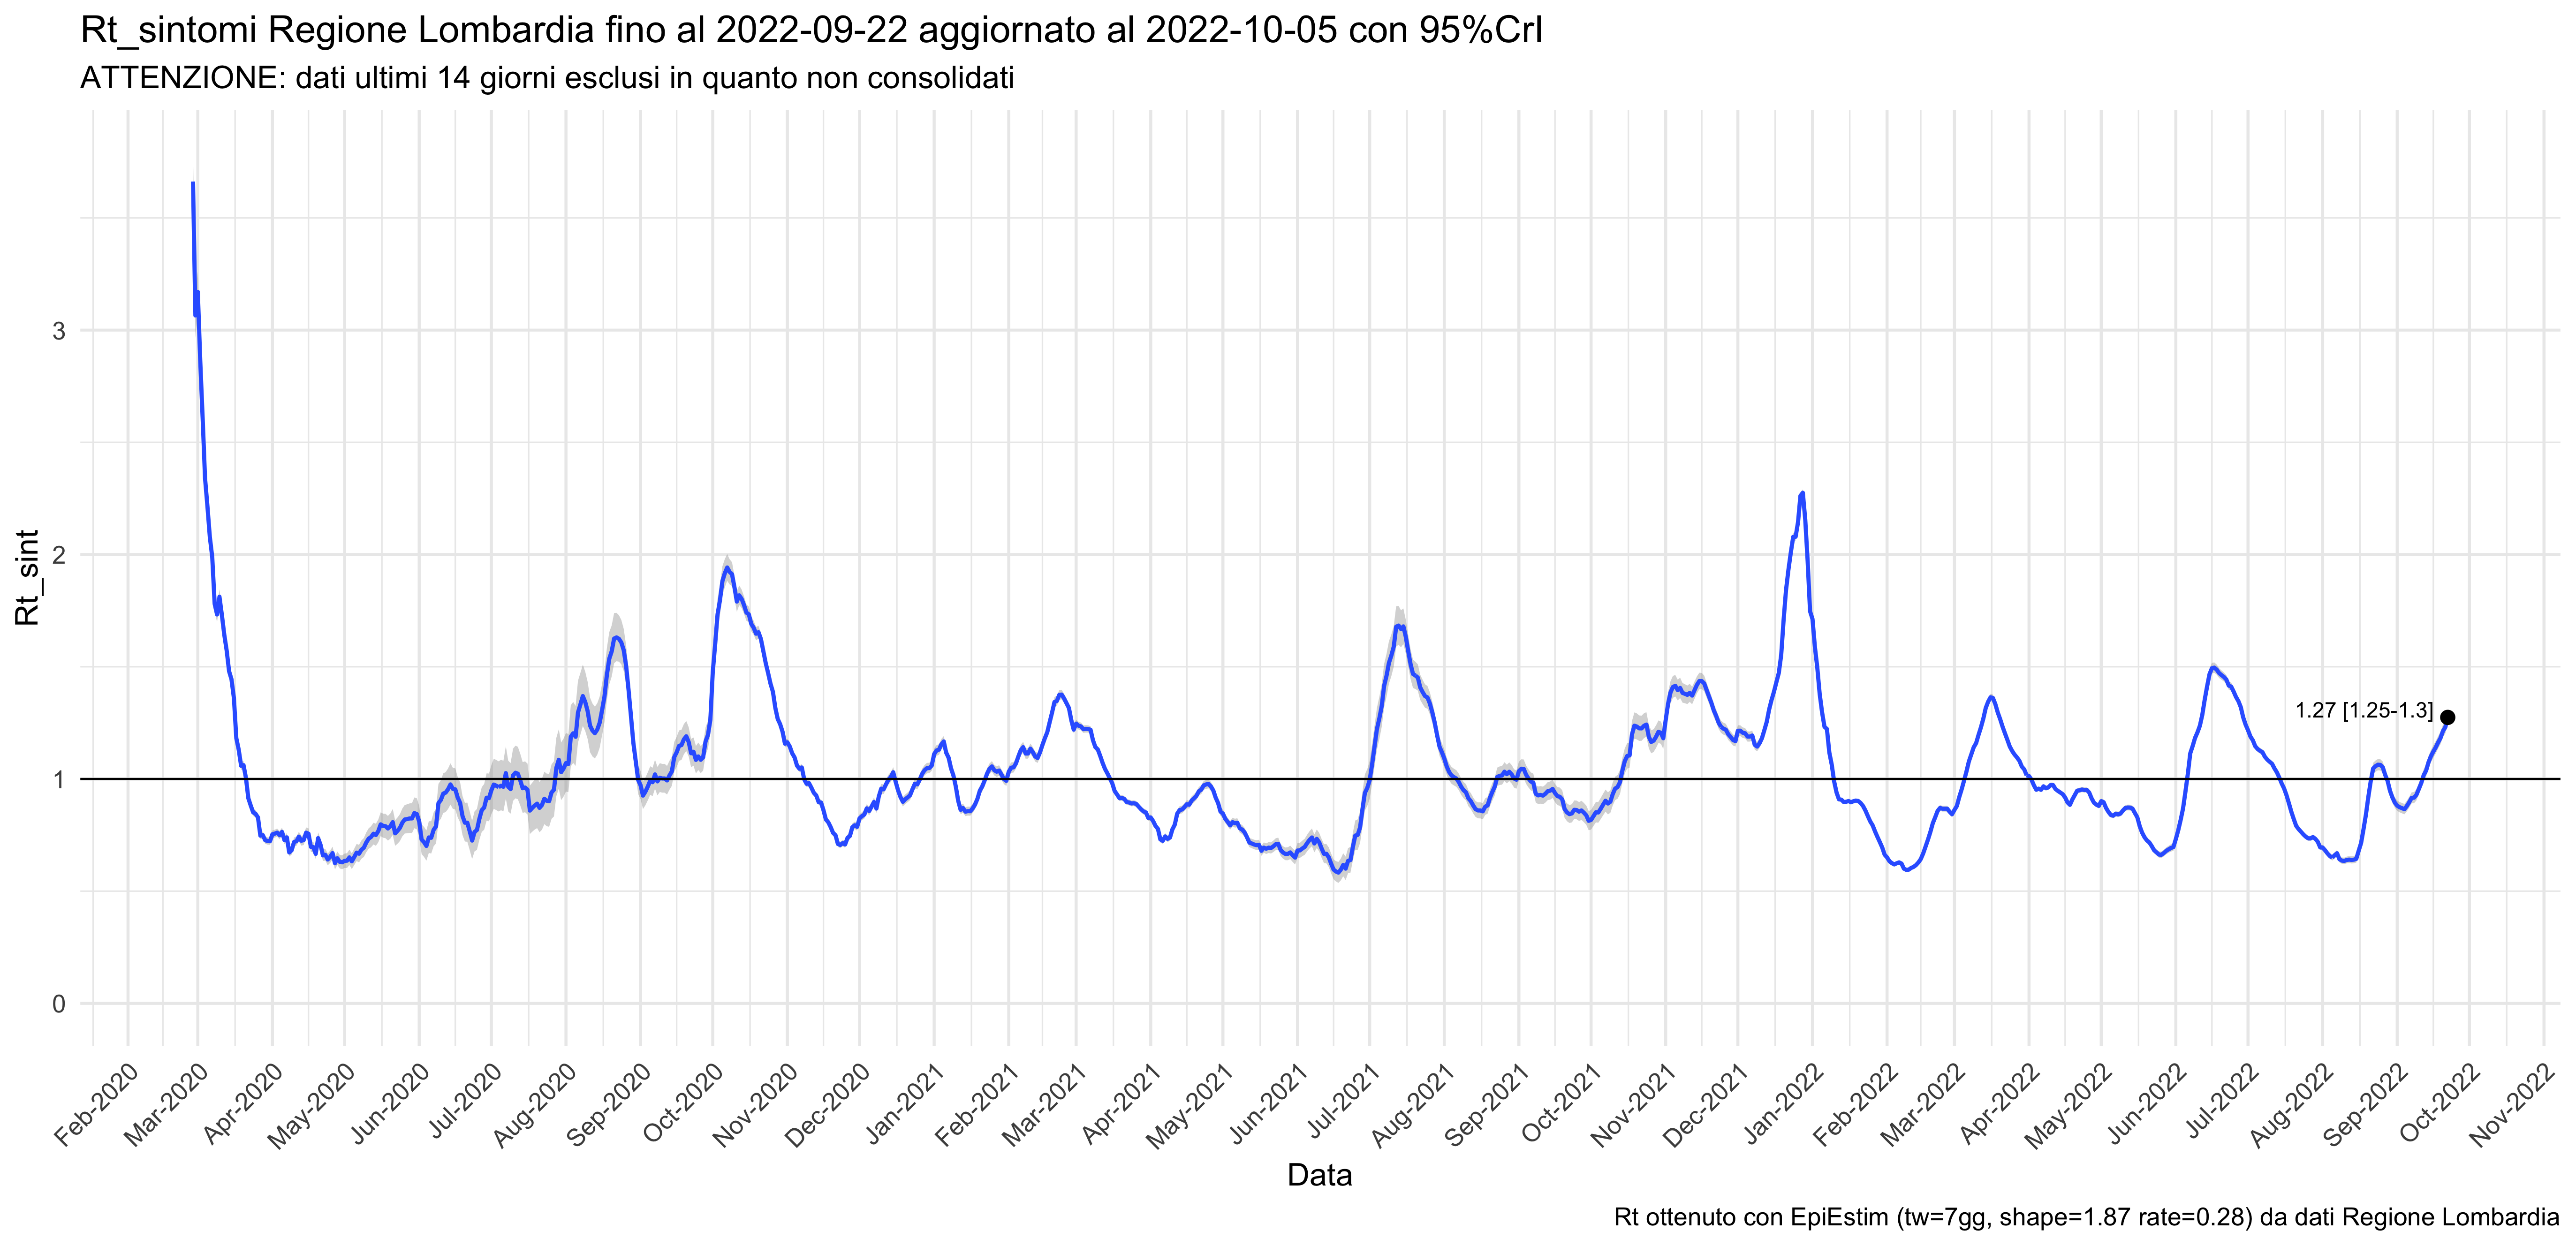 Rt_sintomi Regione Lombardia fino al 2022-09-22 aggiornato al 2022-10-05 con 95%CrI
ATTENZIONE: dati ultimi 14 giorni esclusi in quanto non consolidati
Rt_sint
3
2
1
0
1.27 [1.25-1.3]
Feb-2020
Mar-2020
Apr-2020
May-2020
Jun-2020
Jul-2020
Aug-2020
Sep-2020
Oct-2020
Nov-2020
Dec-2020
Jan-2021
Feb-2021
Mar-2021
Apr-2021
May-2021
Jun-2021
Jul-2021
Aug-2021
Sep-2021
Oct-2021
Nov-2021
Dec-2021
Jan-2022
Feb-2022
Mar-2022
Apr-2022
May-2022
Jun-2022
Jul-2022
Aug-2022
Sep-2022
Oct-2022
Nov-2022
Data
Rt ottenuto con EpiEstim (tw=7gg, shape=1.87 rate=0.28) da dati Regione Lombardia